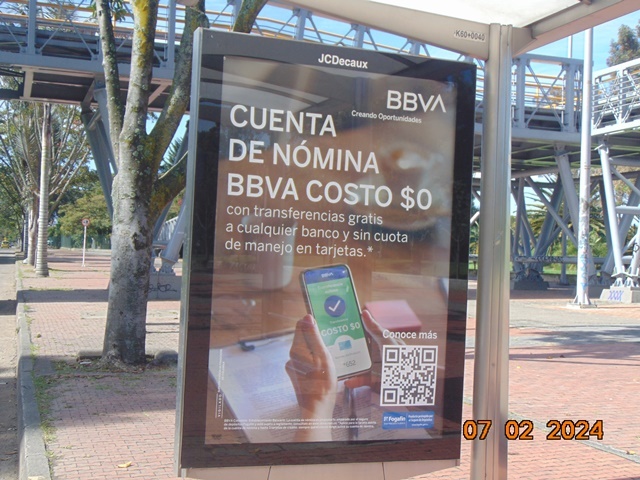 K60+0040
JCDecaux
BBVA
Creando Oportunidades
CUENTA
DE NÓMINA
BBVA COSTO $0
con transferencias gratis
a cualquier banco y sin cuota
de manejo en tarjetas.*
COSTO $0
Conoce más
Fogafín
07 02 2024